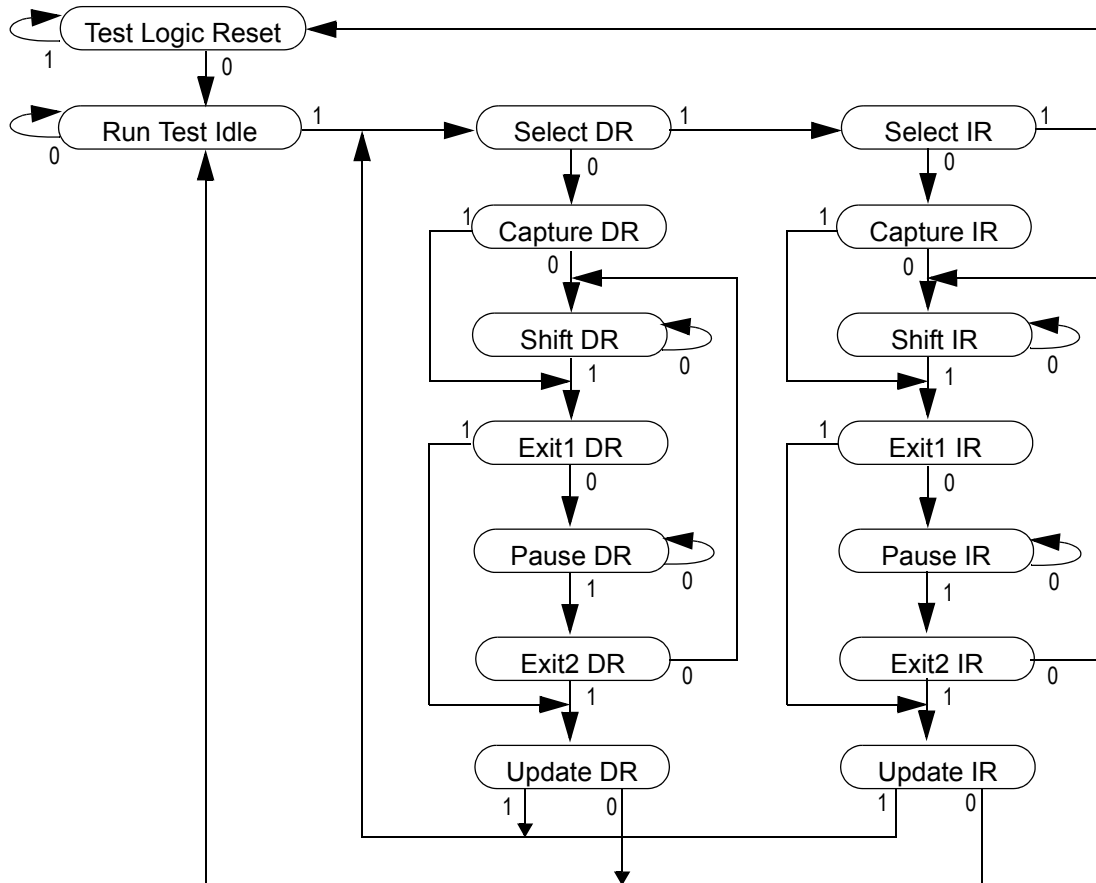 Test Logic Reset
1
0
Run Test Idle
1
0
Select DR
1
0
Select IR
1
0
1
Capture DR
0
1
Capture IR
0
Shift DR
0
1
Shift IR
0
1
1
Exit1 DR
0
1
Exit1 IR
0
Pause DR
0
1
Pause IR
0
1
Exit2 DR
0
1
Exit2 IR
0
1
Update DR
1
0
Update IR
1
0